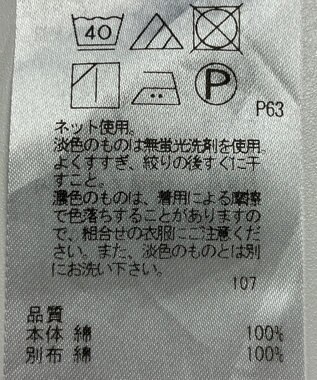 40
P
P63
ネット使用。
淡色のものは無蛍光洗剤を使用。
よくすすぎ、絞りの後すぐに干
すこと。
濃色のものは、着用による摩擦
で色落ちすることがありますの
で、組合せの衣服にご注意くだ
さい。また、淡色のものとは別
にお洗い下さい。
107
品質
本体 綿 100%
別布 綿 100%